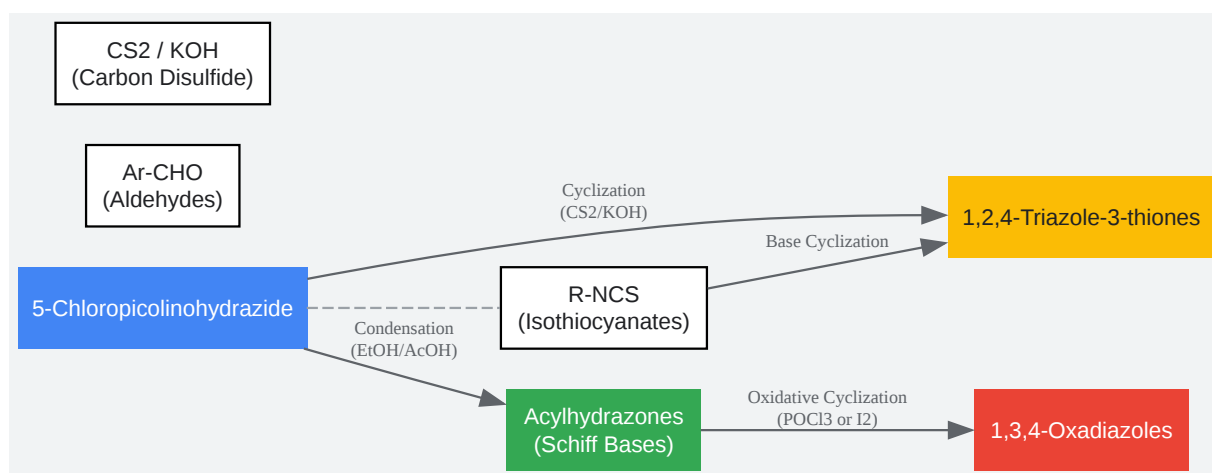 CS2 / KOH
(Carbon Disulfide)
Ar-CHO
(Aldehydes)
Cyclization
(CS2/KOH)
1,2,4-Triazole-3-thiones
Base Cyclization
5-Chloropicolinohydrazide
R-NCS
(Isothiocyanates)
Condensation
(EtOH/AcOH)
Acylhydrazones
(Schiff Bases)
Oxidative Cyclization
(POCl3 or I2)
1,3,4-Oxadiazoles